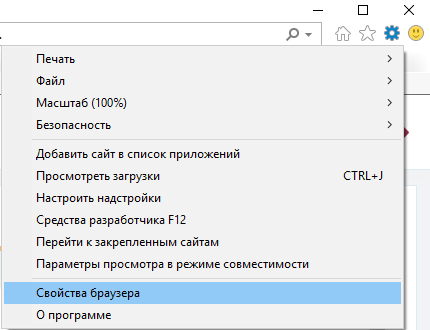 Печать
Файл
Масштаб (100%)
Безопасность
Добавить сайт в список приложений
Просмотреть загрузки CTRL+J
Настроить надстройки
Средства разработчика F12
Перейти к закрепленным сайтам
Параметры просмотра в режиме совместимости
Свойства браузера
О программе